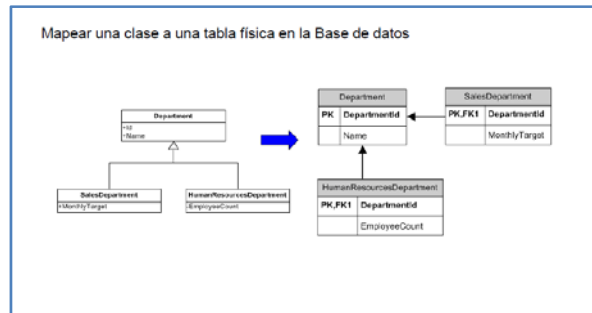 Mapear una clase a una tabla física en la Base de datos
Department
+Id
+Name
SalesDepartment
+MonthlyTarget
HumanResourcesDepartment
-EmployeeCount
Department
PK DepartmentId
Name
SalesDepartment
PK,FK1 DepartmentId
MonthlyTarget
HumanResourcesDepartment
PK,FK1 DepartmentId
EmployeeCount